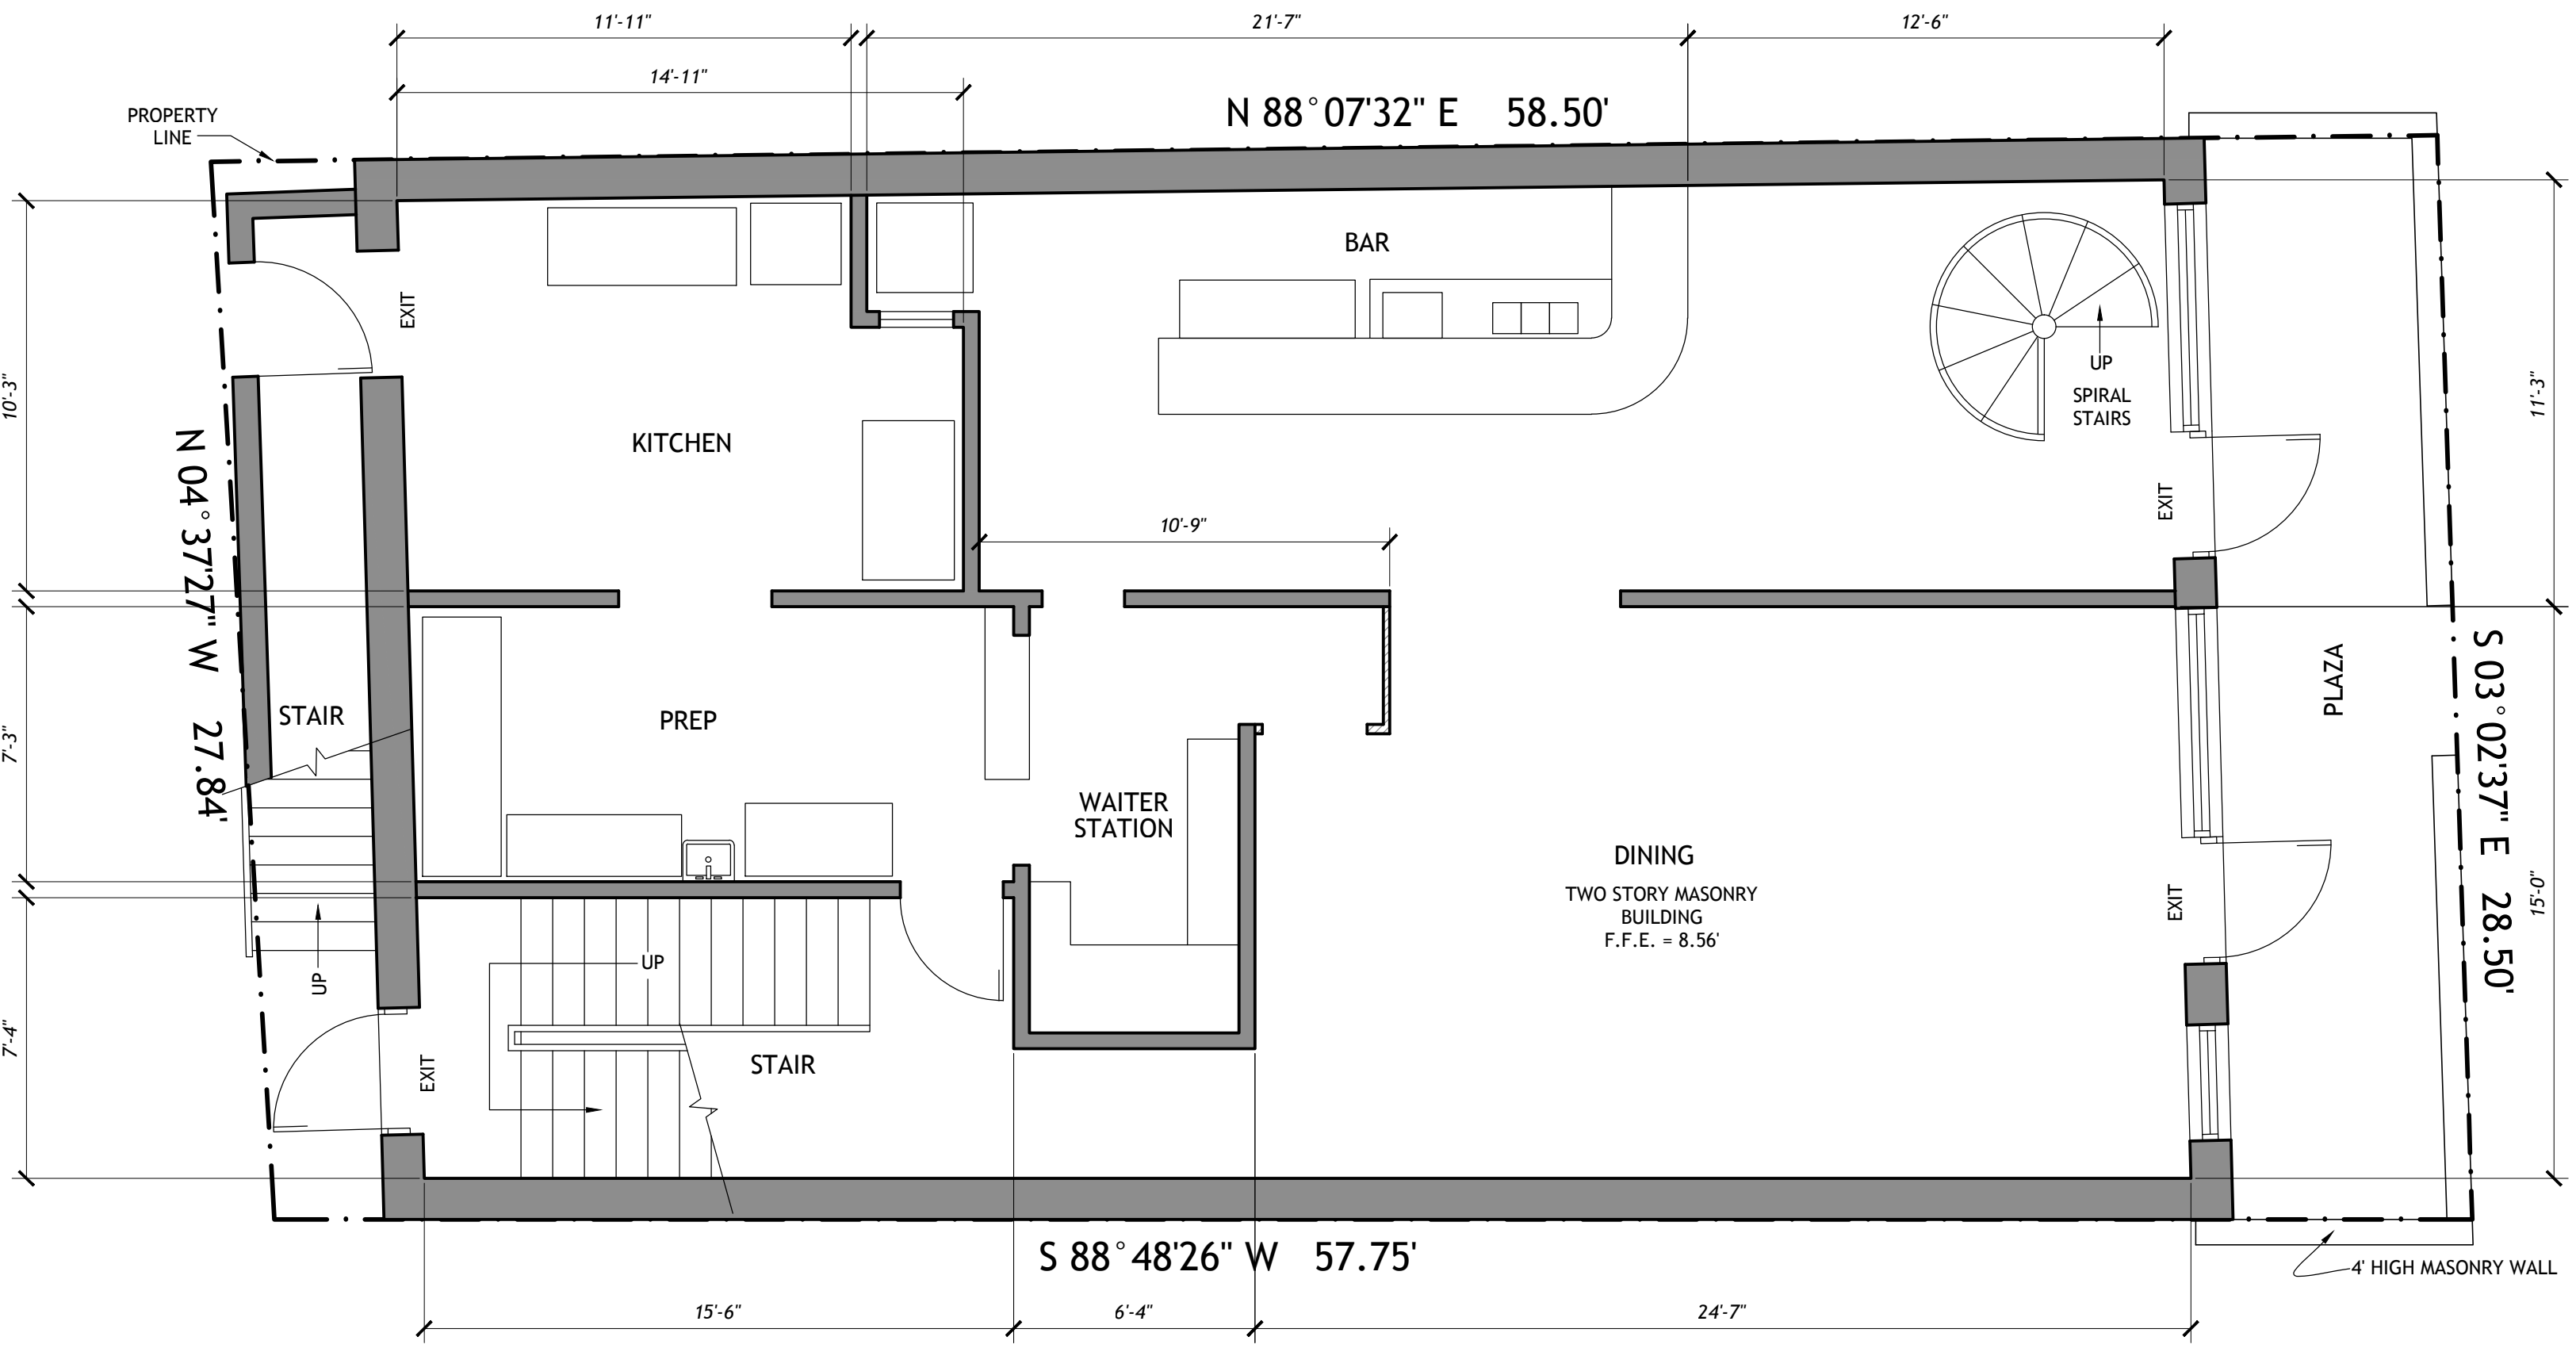 11'-11"
21'-7"
12'-6"
14'-11"
PROPERTY
LINE
N 88°07'32" E 58.50'
BAR
EXIT
UP
SPIRAL
STAIRS
10'-3"
11'-3"
KITCHEN
N 04°37'27" W 27.84'
EXIT
10'-9"
STAIR
PREP
7'-3"
PLAZA
S 03°02'37" E 28.50'
WAITER
STATION
DINING
TWO STORY MASONRY
BUILDING
F.F.E. = 8.56'
EXIT
15'-0"
UP
UP
7'-4"
EXIT
STAIR
S 88°48'26" W 57.75'
4' HIGH MASONRY WALL
15'-6"
6'-4"
24'-7"